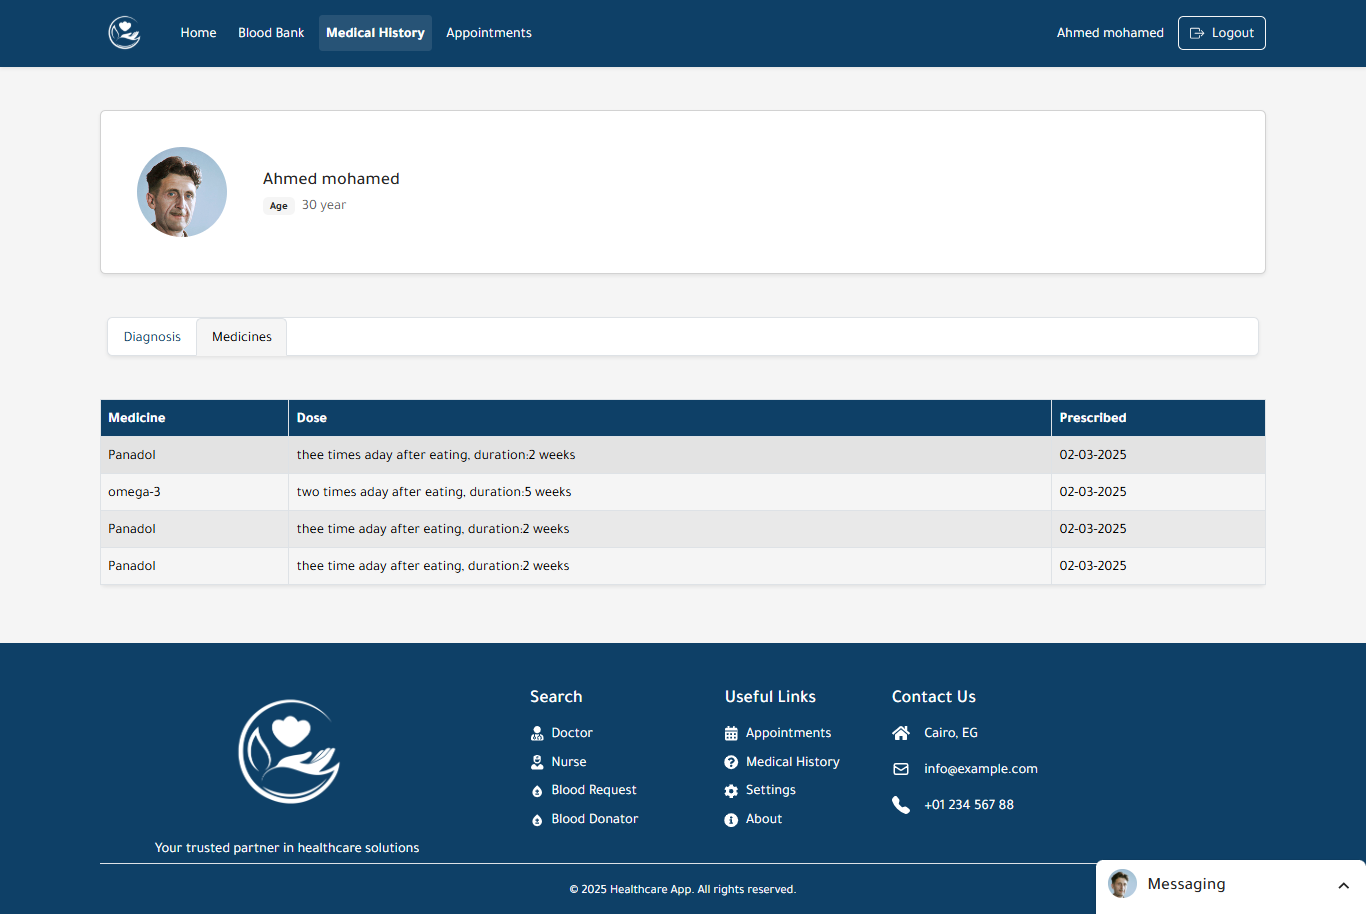 Home Blood Bank Medical History Appointments Ahmed mohamed Logout
Ahmed mohamed
Age 30 year
Diagnosis Medicines
Medicine Dose Prescribed
Panadol thee times aday after eating, duration:2 weeks 02-03-2025
omega-3 two times aday after eating, duration:5 weeks 02-03-2025
Panadol thee time aday after eating, duration:2 weeks 02-03-2025
Panadol thee time aday after eating, duration:2 weeks 02-03-2025
Your trusted partner in healthcare solutions
Search
Doctor
Nurse
Blood Request
Blood Donator
Useful Links
Appointments
Medical History
Settings
About
Contact Us
Cairo, EG
info@example.com
+01 234 567 88
© 2025 Healthcare App. All rights reserved.
Messaging